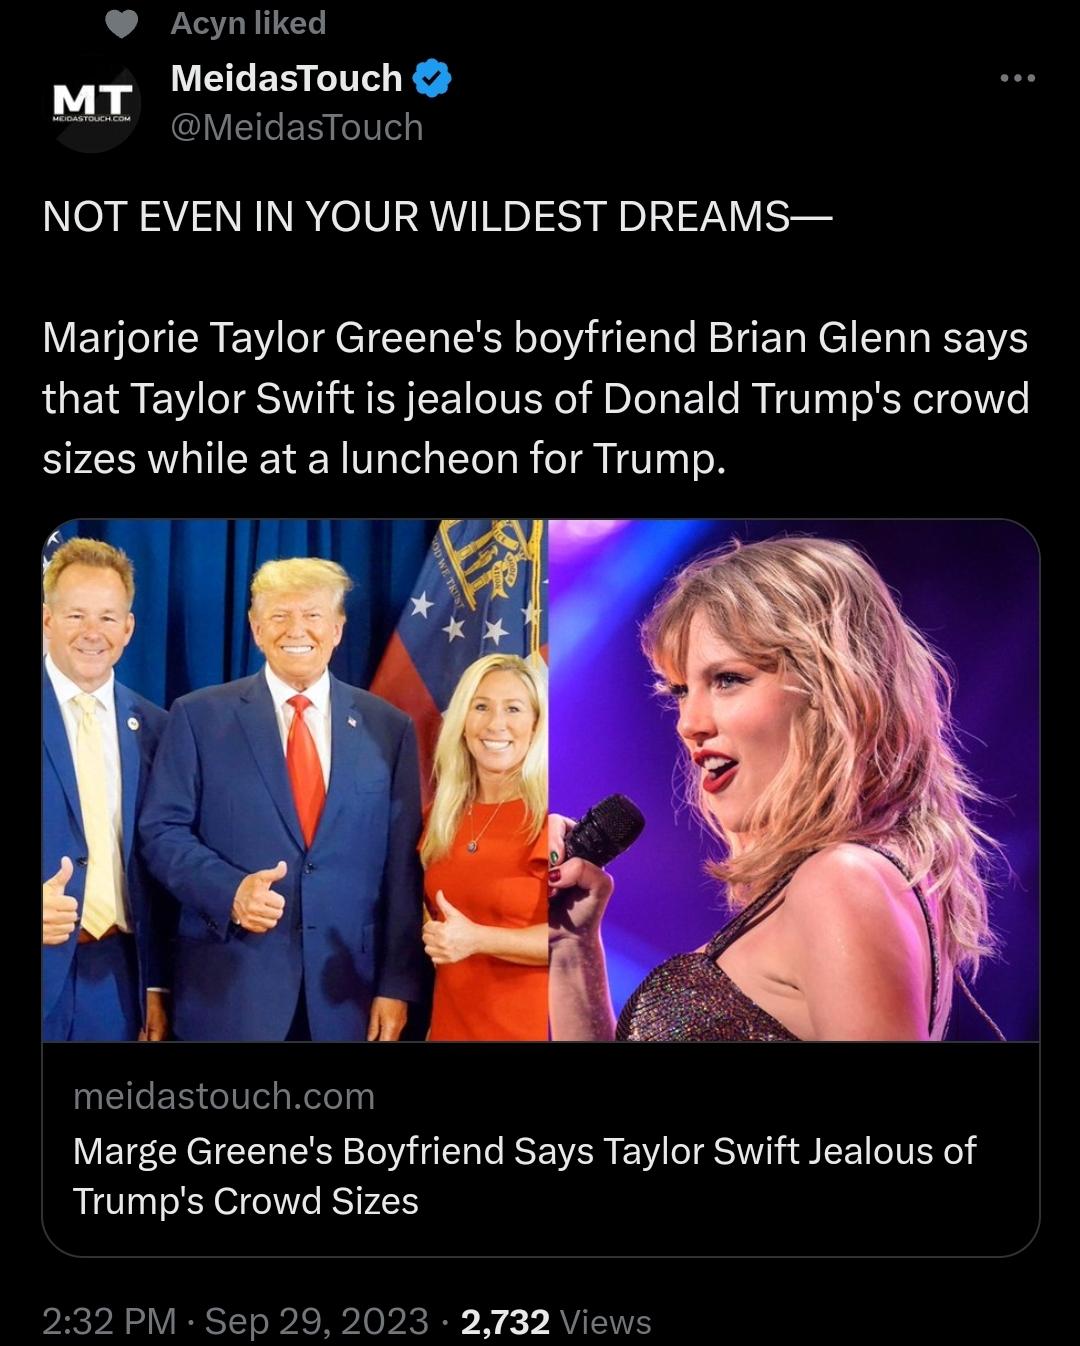 Acyn liked
MT
MEIDASTOUCH.COM
MeidasTouch
@MeidasTouch
NOT EVEN IN YOUR WILDEST DREAMS—
Marjorie Taylor Greene's boyfriend Brian Glenn says
that Taylor Swift is jealous of Donald Trump's crowd
sizes while at a luncheon for Trump.
meidastouch.com
Marge Greene's Boyfriend Says Taylor Swift Jealous of
Trump's Crowd Sizes
2:32 PM · Sep 29, 2023 · 2,732 Views